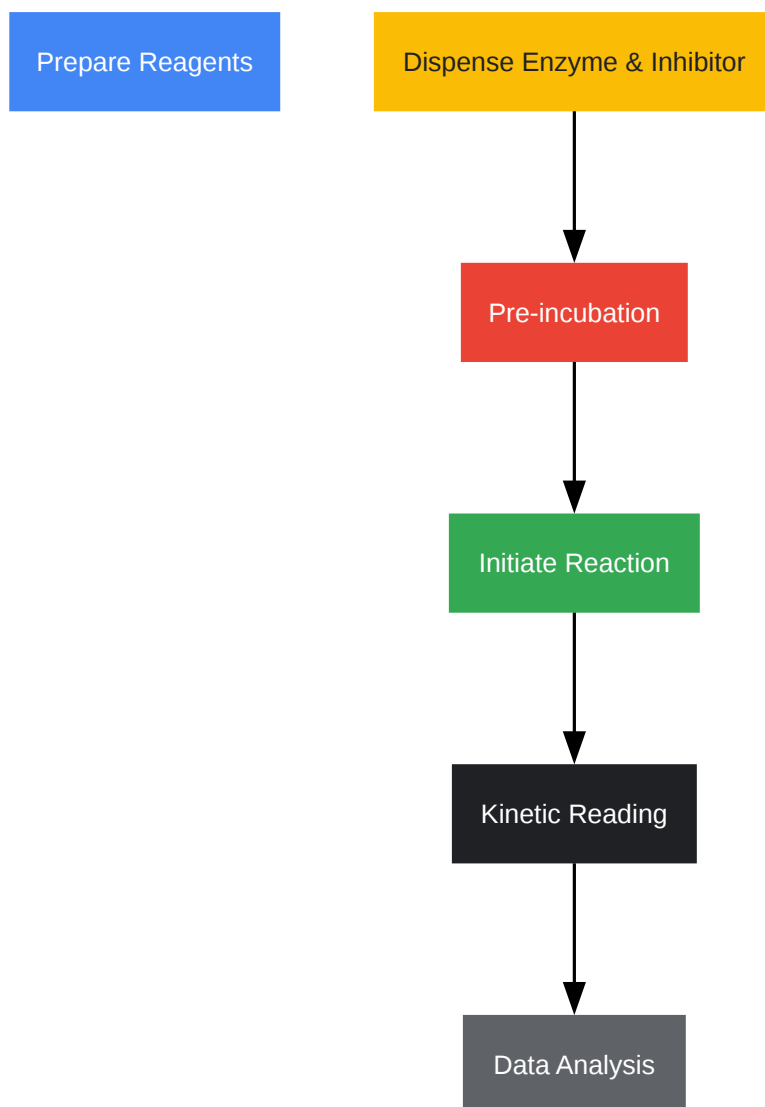 Prepare Reagents
Dispense Enzyme & Inhibitor
Pre-incubation
Initiate Reaction
Kinetic Reading
Data Analysis